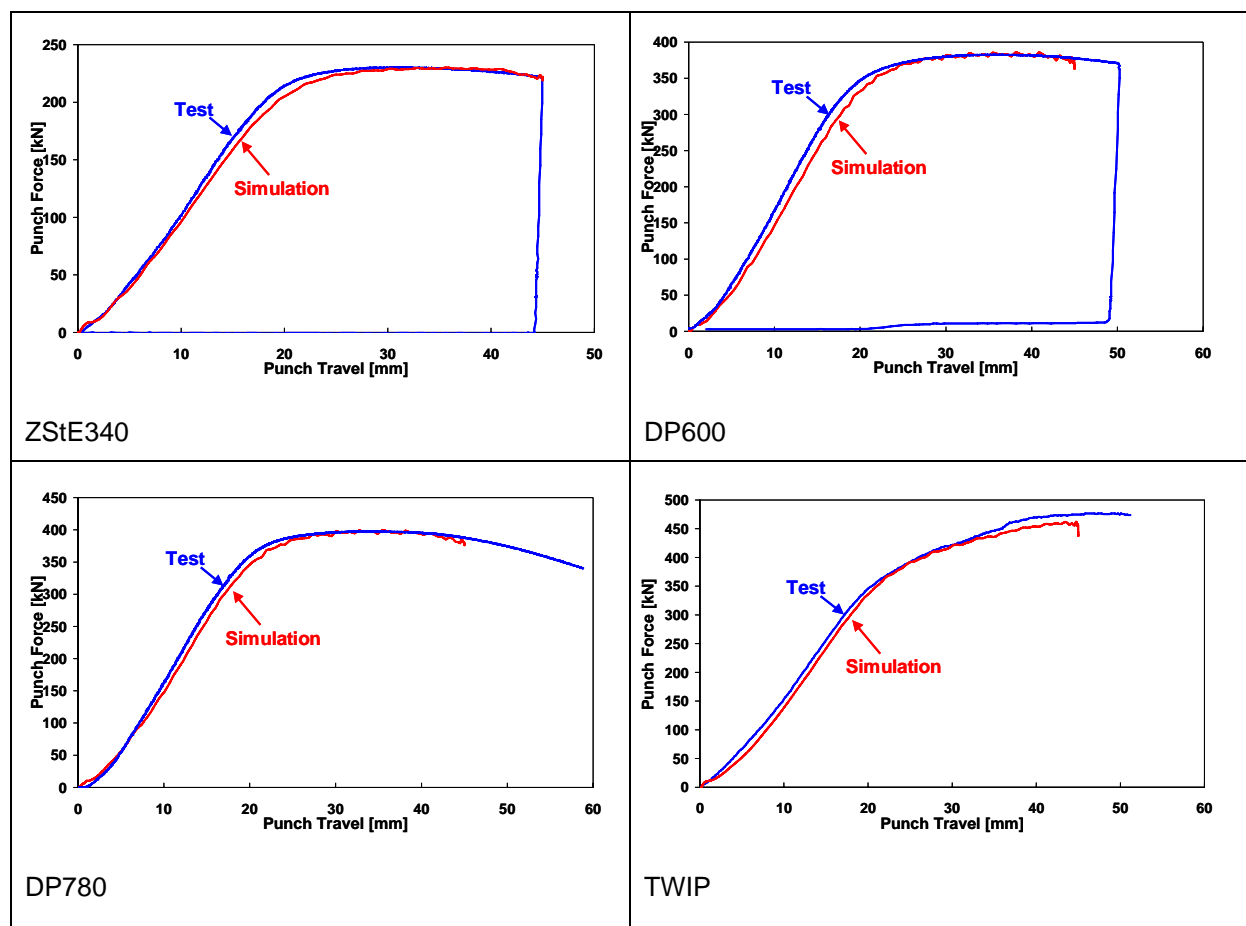 250
200
150
100
50
0
Punch Force [kN]
Test
Simulation
0 10 20 30 40 50
Punch Travel [mm]
ZStE340
400
350
300
250
200
150
100
50
0
Punch Force [kN]
Test
Simulation
0 10 20 30 40 50 60
Punch Travel [mm]
DP600
450
400
350
300
250
200
150
100
50
0
Punch Force [kN]
Test
Simulation
0 10 20 30 40 50 60
Punch Travel [mm]
DP780
500
450
400
350
300
250
200
150
100
50
0
Punch Force [kN]
Test
Simulation
0 10 20 30 40 50 60
Punch Travel [mm]
TWIP